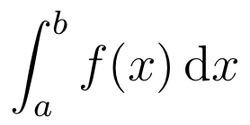 ∫_a^b f(x) dx